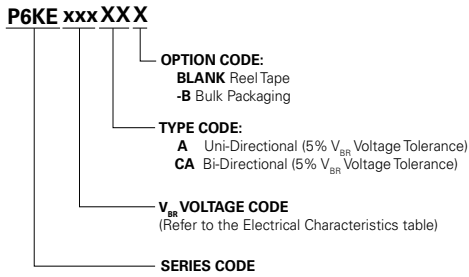 P6KE xxx XX X
OPTION CODE:
BLANK Reel Tape
-B Bulk Packaging
TYPE CODE:
A Uni-Directional (5% VBR Voltage Tolerance)
CA Bi-Directional (5% VBR Voltage Tolerance)
VBR VOLTAGE CODE
(Refer to the Electrical Characteristics table)
SERIES CODE